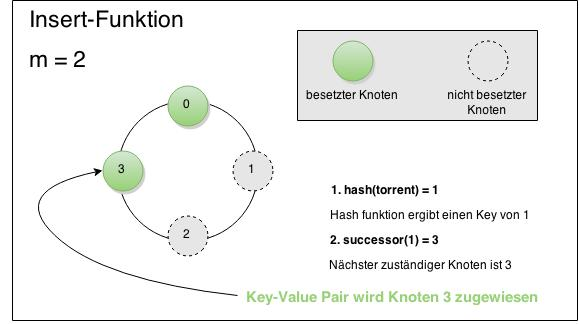 Insert-Funktion
m = 2
besetzter Knoten
nicht besetzter
Knoten
0
3
1
2
1. hash(torrent) = 1
Hash funktion ergibt einen Key von 1
2. successor(1) = 3
Nächster zuständiger Knoten ist 3
Key-Value Pair wird Knoten 3 zugewiesen